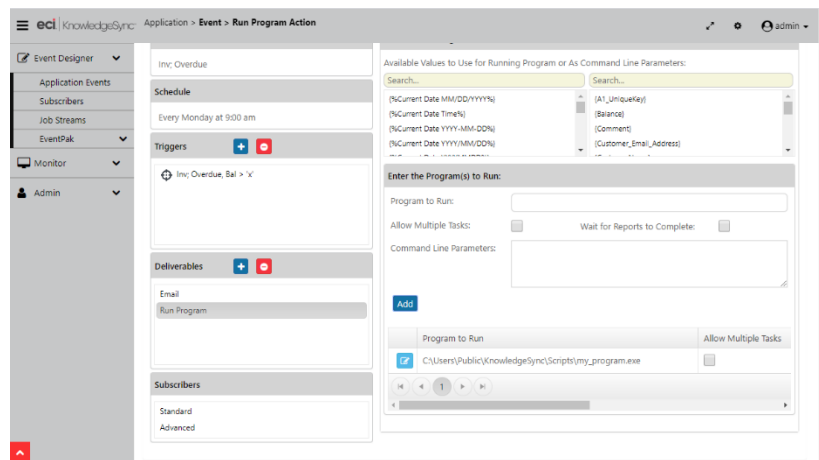 eci KnowledgeSync
Application > Event > Run Program Action
admin
Event Designer
Application Events
Subscribers
Job Streams
EventPak
Monitor
Admin
Inv; Overdue
Schedule
Every Monday at 9:00 am
Triggers
Inv; Overdue, Bal > 'x'
Deliverables
Email
Run Program
Subscribers
Standard
Advanced
Available Values to Use for Running Program or As Command Line Parameters:
Search...
Search...
{%Current Date MM/DD/YYYY%}
{%Current Date Time%}
{%Current Date YYYY-MM-DD%}
{%Current Date YYYY/MM/DD%}
{A1_UniqueKey}
{Balance}
{Comment}
{Customer_Email_Address}
Enter the Program(s) to Run:
Program to Run:
Allow Multiple Tasks:
Wait for Reports to Complete:
Command Line Parameters:
Add
Program to Run
Allow Multiple Tasks
C:\Users\Public\KnowledgeSync\Scripts\my_program.exe
1